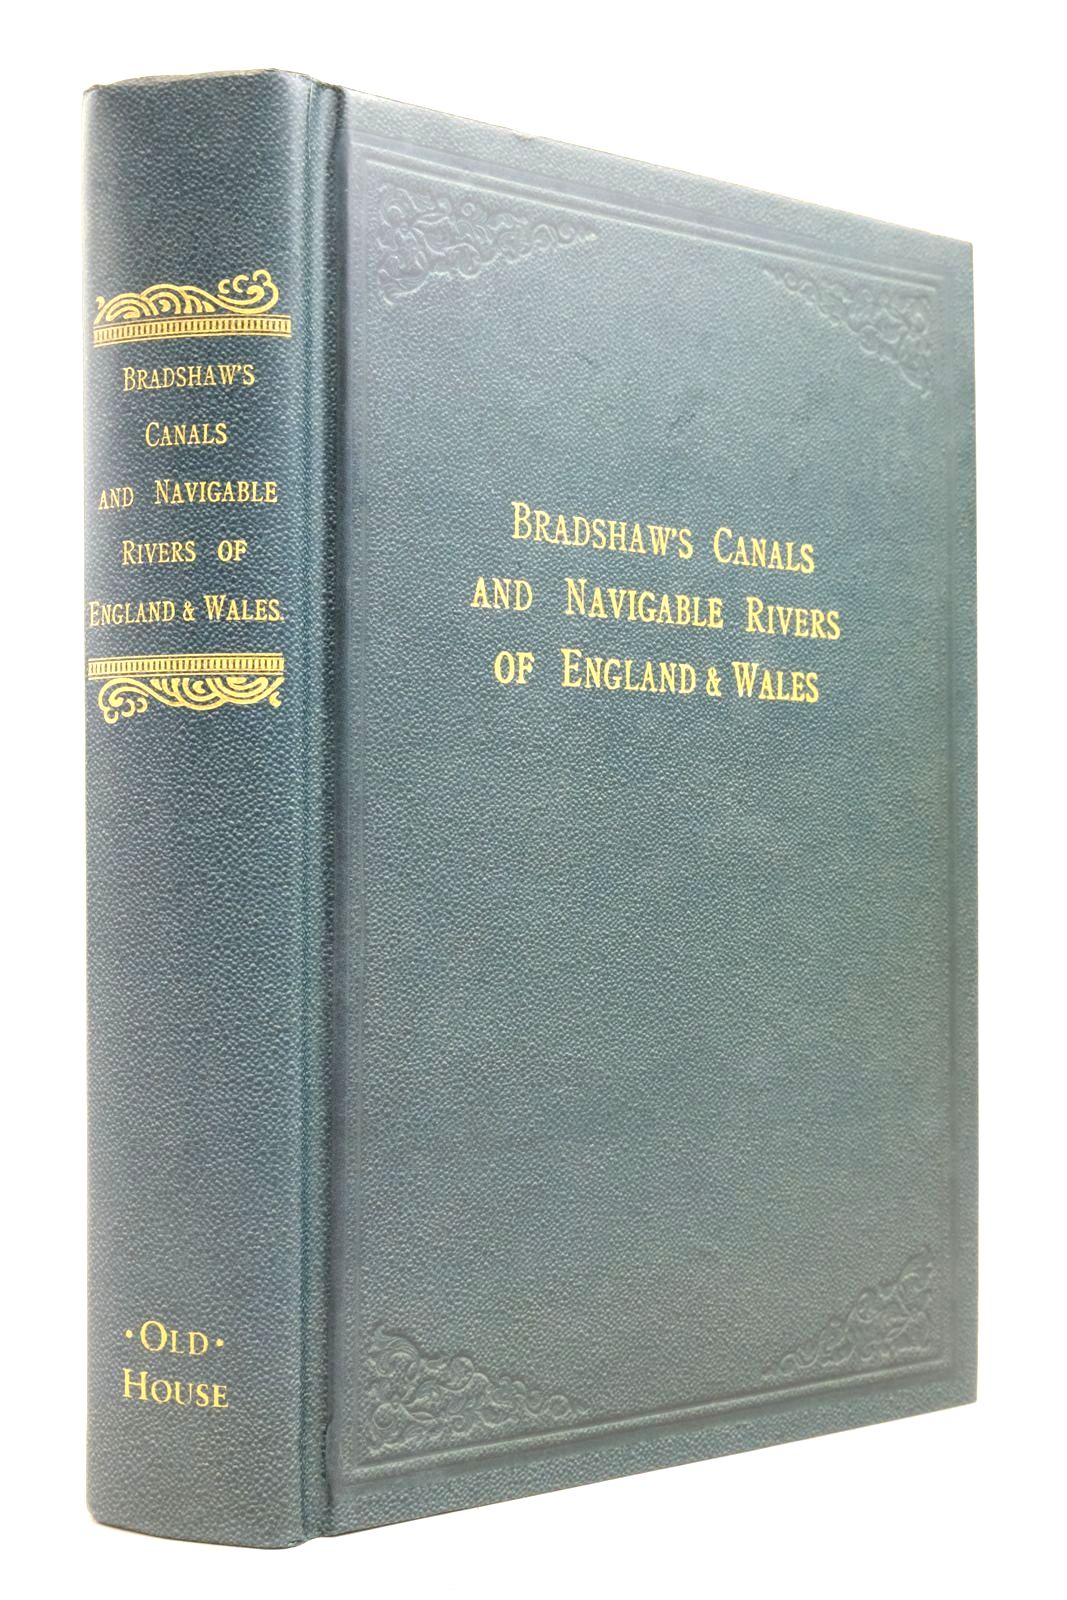 BRADSHAW'S
CANALS
AND NAVIGABLE
RIVERS OF
ENGLAND & WALES.
·OLD·
HOUSE
BRADSHAW'S CANALS
AND NAVIGABLE RIVERS
OF ENGLAND & WALES